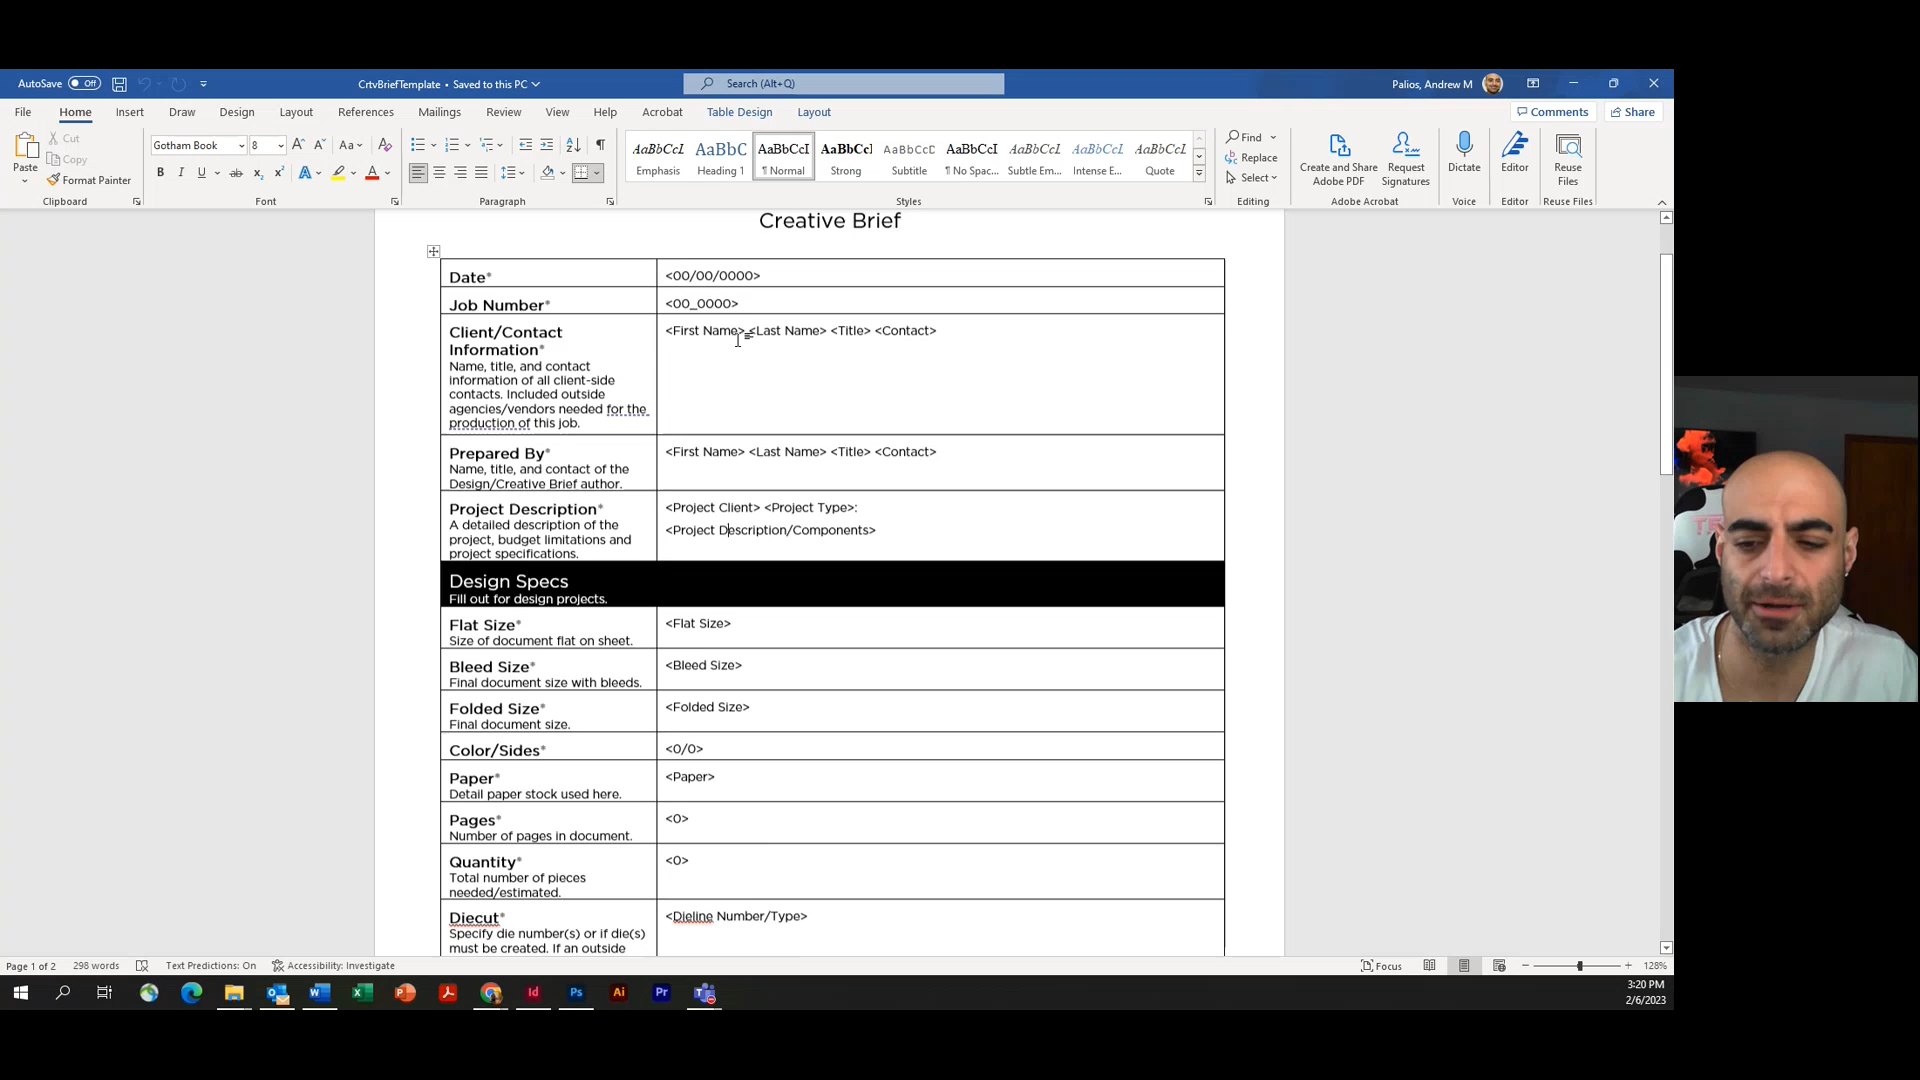 AutoSave Off
CrtvBriefTemplate • Saved to this PC
Search (Alt+Q)
Palios, Andrew M
File Home Insert Draw Design Layout References Mailings Review View Help Acrobat Table Design Layout
Comments Share
Paste
Cut
Copy
Format Painter
Clipboard
Gotham Book 8
Font
Paragraph
AaBbCcL AaBbC AaBbCcI AaBbCcI AaBbCcD AaBbCcI AaBbCcL AaBbCcL AaBbCcL
Emphasis Heading 1 ¶ Normal Strong Subtitle ¶ No Spac... Subtle Em... Intense E... Quote
Styles
Find
Replace
Select
Editing
Create and Share Adobe PDF
Request Signatures
Adobe Acrobat
Dictate
Voice
Editor
Editor
Reuse Files
Reuse Files
Creative Brief
Date* <00/00/0000>
Job Number* <00_0000>
Client/Contact <First Name> <Last Name> <Title> <Contact>
Information*
Name, title, and contact
information of all client-side
contacts. Included outside
agencies/vendors needed for the
production of this job.
Prepared By* <First Name> <Last Name> <Title> <Contact>
Name, title, and contact of the
Design/Creative Brief author.
Project Description* <Project Client> <Project Type>:
A detailed description of the <Project Description/Components>
project, budget limitations and
project specifications.
Design Specs
Fill out for design projects.
Flat Size* <Flat Size>
Size of document flat on sheet.
Bleed Size* <Bleed Size>
Final document size with bleeds.
Folded Size* <Folded Size>
Final document size.
Color/Sides* <0/0>
Paper* <Paper>
Detail paper stock used here.
Pages* <0>
Number of pages in document.
Quantity* <0>
Total number of pieces
needed/estimated.
Diecut* <Dieline Number/Type>
Specify die number(s) or if die(s)
must be created. If an outside
Page 1 of 2 298 words Text Predictions: On Accessibility: Investigate
Focus 128%
3:20 PM
2/6/2023